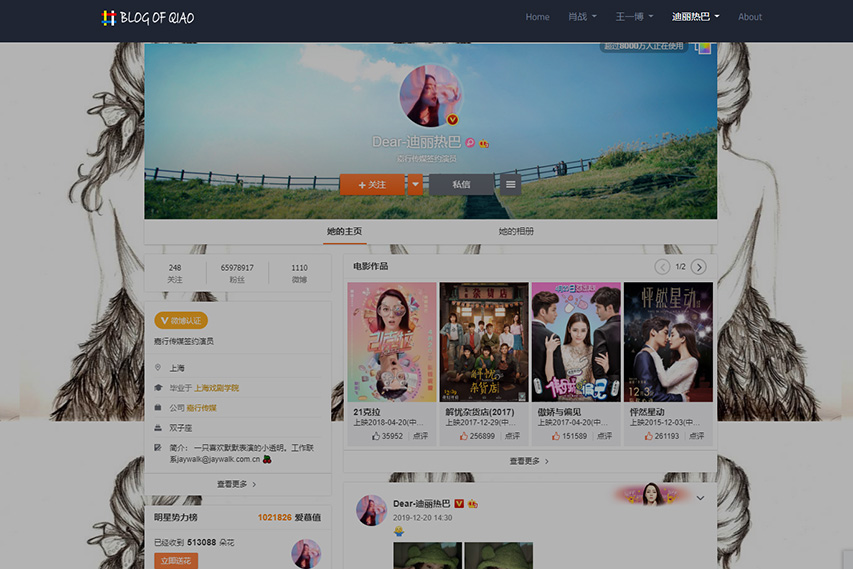 BLOG OF QIAO
Home 肖战 王一博 迪丽热巴 About
超过8000万人正在使用
Dear-迪丽热巴
嘉行传媒签约演员
+关注 私信
她的主页 她的相册
248 65978917 1110
关注 粉丝 微博
微博认证
嘉行传媒签约演员
上海
毕业于 上海戏剧学院
公司 嘉行传媒
双子座
简介: 一只喜欢默默表演的小透明。工作联
系jaywalk@jaywalk.com.cn
查看更多 >
明星势力榜 1021826 爱慕值
已经收到 513088 朵花
立即送花
电影作品 1/2
12·3
21克拉 解忧杂货店(2017) 傲娇与偏见 怦然星动
上映2018-04-20(中... 上映2017-12-29(中... 上映2017-04-20(中... 上映2015-12-03(中...
35952 点评 256899 点评 151589 点评 261193 点评
查看更多 >
Dear-迪丽热巴
2019-12-20 14:30